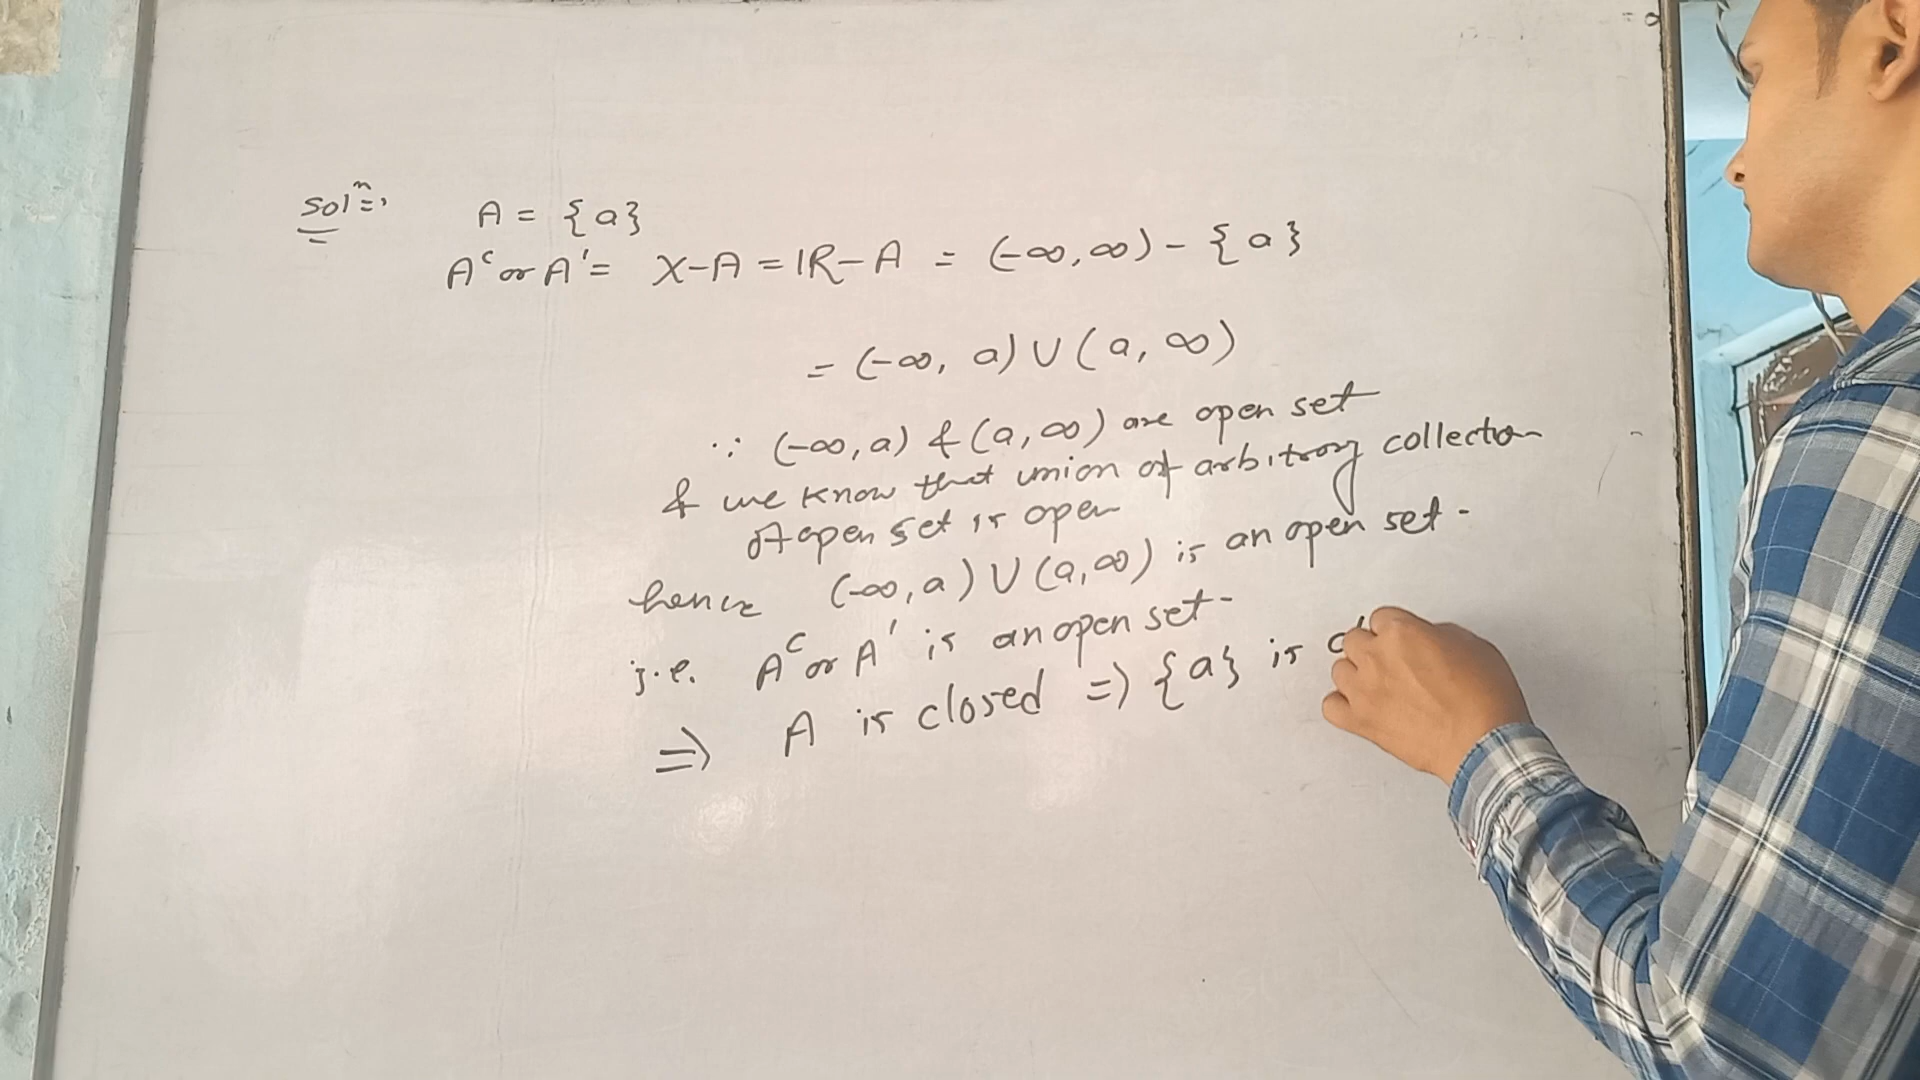 Solⁿ=,
A = {a}
Aᶜ or A' = X-A = IR-A = (-∞,∞) - {a}
= (-∞, a) ∪ (a, ∞)
∵ (-∞,a) & (a,∞) are open set
& we know that union of arbitrary collection
of open set is open
hence (-∞,a) ∪ (a,∞) is an open set-
i.e. Aᶜ or A' is an open set-
=> A is closed => {a} is